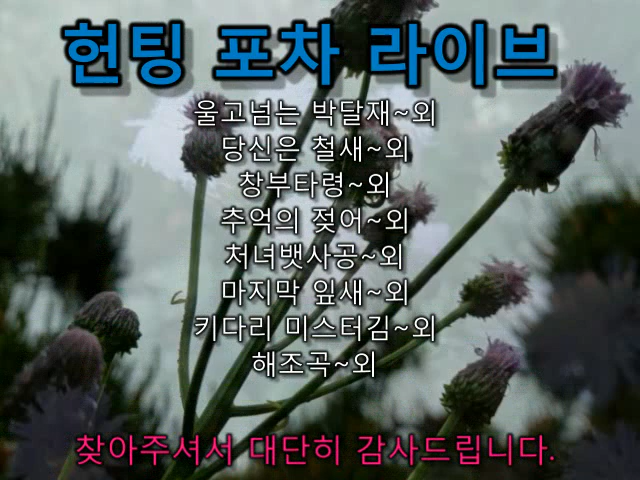 헌팅 포차 라이브
울고넘는 박달재~외
당신은 철새~외
창부타령~외
추억의 젖어~외
처녀뱃사공~외
마지막 잎새~외
키다리 미스터김~외
해조곡~외
찾아주셔서 대단히 감사드립니다.